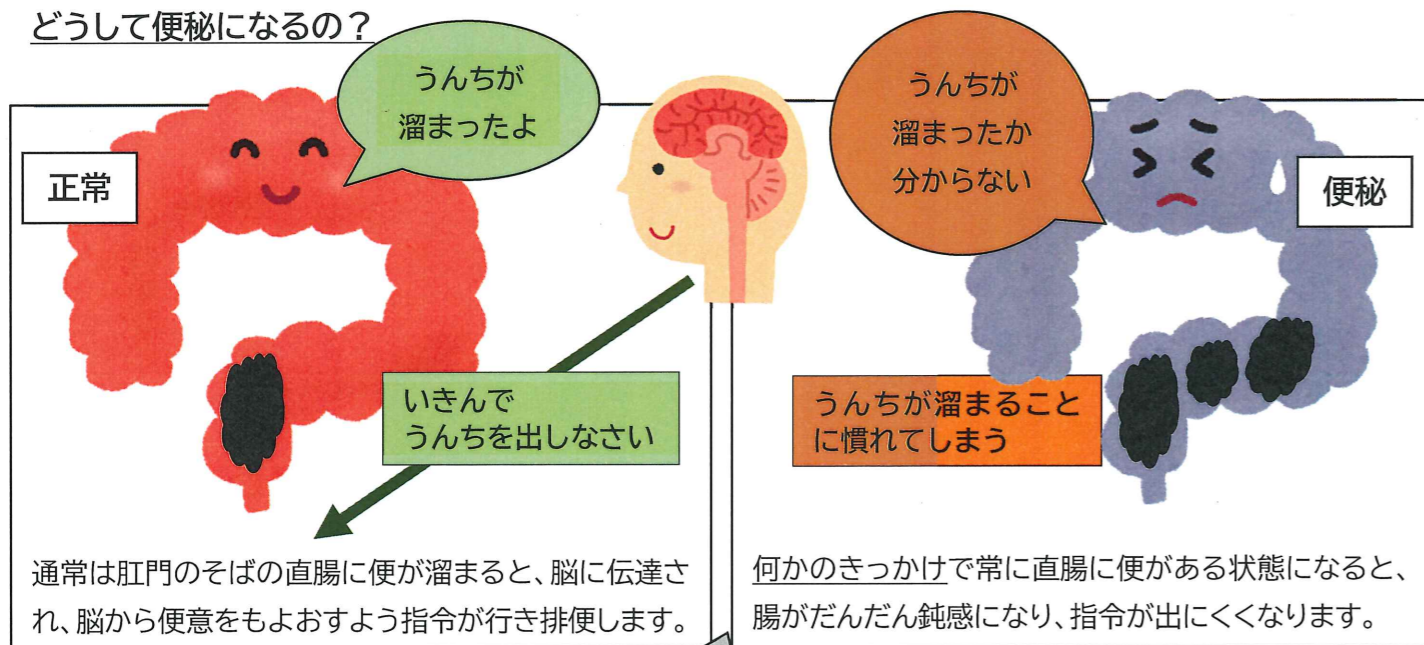 どうして便秘になるの？
正常
うんちが
溜まったよ
いきんで
うんちを出しなさい
通常は肛門のそばの直腸に便が溜まると、脳に伝達さ
れ、脳から便意をもよおすよう指令が行き排便します。
うんちが
溜まったか
分からない
便秘
うんちが溜まること
に慣れてしまう
何かのきっかけで常に直腸に便がある状態になると、
腸がだんだん鈍感になり、指令が出にくくなります。